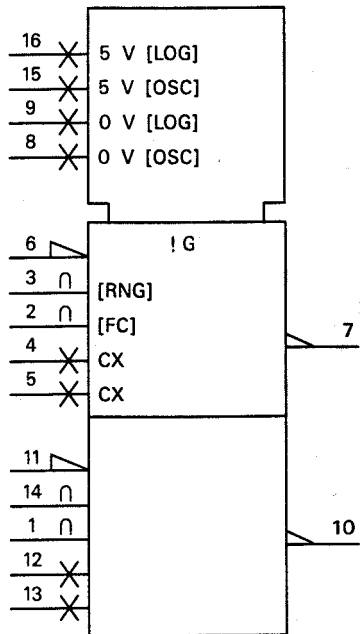 16 5 V [LOG]
15 5 V [OSC]
9 0 V [LOG]
8 0 V [OSC]
! G
6
3 ∩ [RNG]
2 ∩ [FC]
7
4 CX
5 CX
11
14 ∩
1 ∩
10
12
13